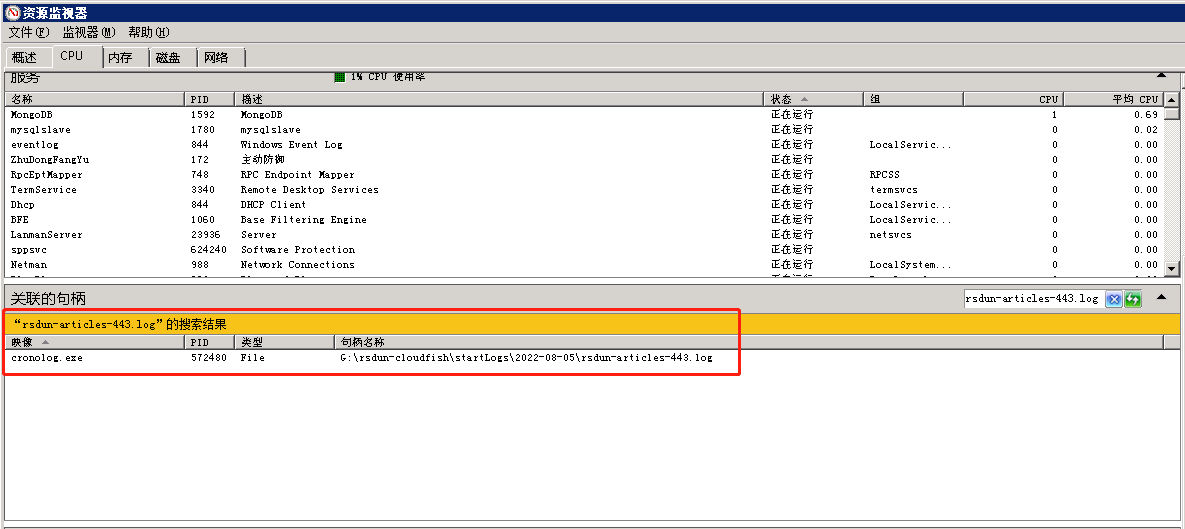 资源监视器
文件(F) 监视器(M) 帮助(H)
概述 CPU 内存 磁盘 网络
服务 1% CPU 使用率
名称 PID 描述 状态 组 CPU 平均 CPU
MongoDB 1592 MongoDB 正在运行 1 0.69
mysqlslave 1780 mysqlslave 正在运行 0 0.02
eventlog 844 Windows Event Log 正在运行 LocalServic... 0 0.00
ZhuDongFangYu 172 主动防御 正在运行 0 0.00
RpcEptMapper 748 RPC Endpoint Mapper 正在运行 RPCSS 0 0.00
TermService 3340 Remote Desktop Services 正在运行 termsvcs 0 0.00
Dhcp 844 DHCP Client 正在运行 LocalServic... 0 0.00
BFE 1060 Base Filtering Engine 正在运行 LocalServic... 0 0.00
LanmanServer 23936 Server 正在运行 netsvcs 0 0.00
sppsvc 624240 Software Protection 正在运行 0 0.00
Netman 988 Network Connections 正在运行 LocalSystem... 0 0.00
关联的句柄 rsdun-articles-443.log
“rsdun-articles-443.log”的搜索结果
映像 PID 类型 句柄名称
cronolog.exe 572480 File G:\rsdun-cloudfish\startLogs\2022-08-05\rsdun-articles-443.log